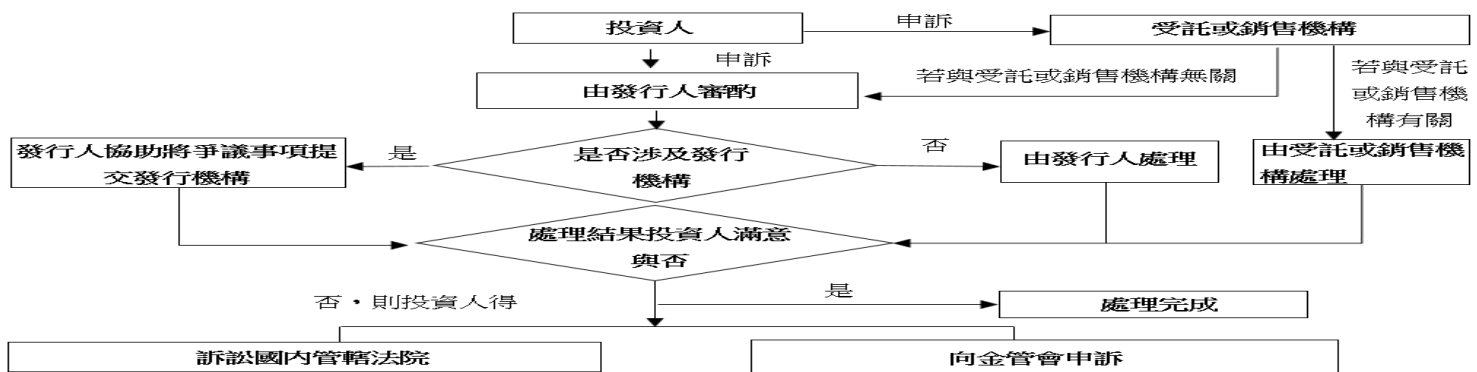 投資人
申訴
受託或銷售機構
申訴
若與受託或銷售機構無關
若與受託
或銷售機
構有關
由發行人審酌
發行人協助將爭議事項提
交發行機構
是
是否涉及發行
機構
否
由發行人處理
由受託或銷售機
構處理
處理結果投資人滿意
與否
否，則投資人得
是
處理完成
訴訟國內管轄法院
向金管會申訴